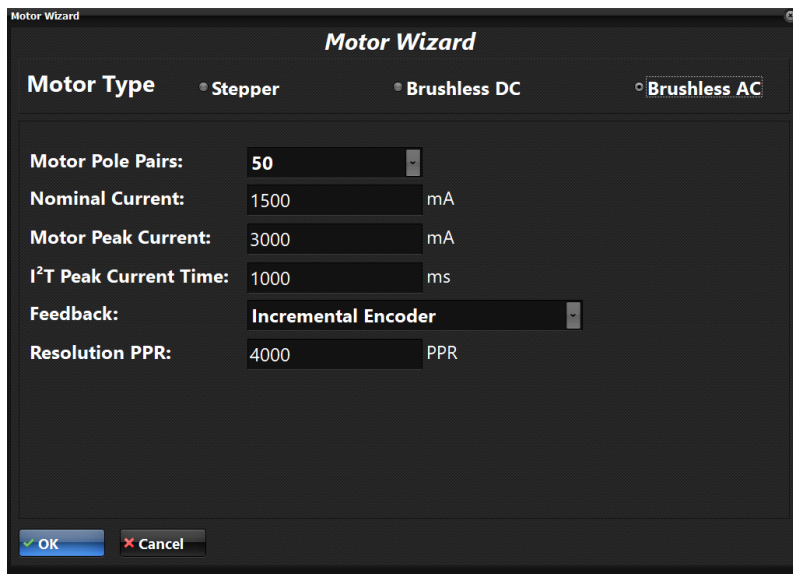 Motor Wizard
Motor Wizard
Motor Type Stepper Brushless DC Brushless AC
Motor Pole Pairs: 50
Nominal Current: 1500 mA
Motor Peak Current: 3000 mA
I²T Peak Current Time: 1000 ms
Feedback: Incremental Encoder
Resolution PPR: 4000 PPR
OK Cancel